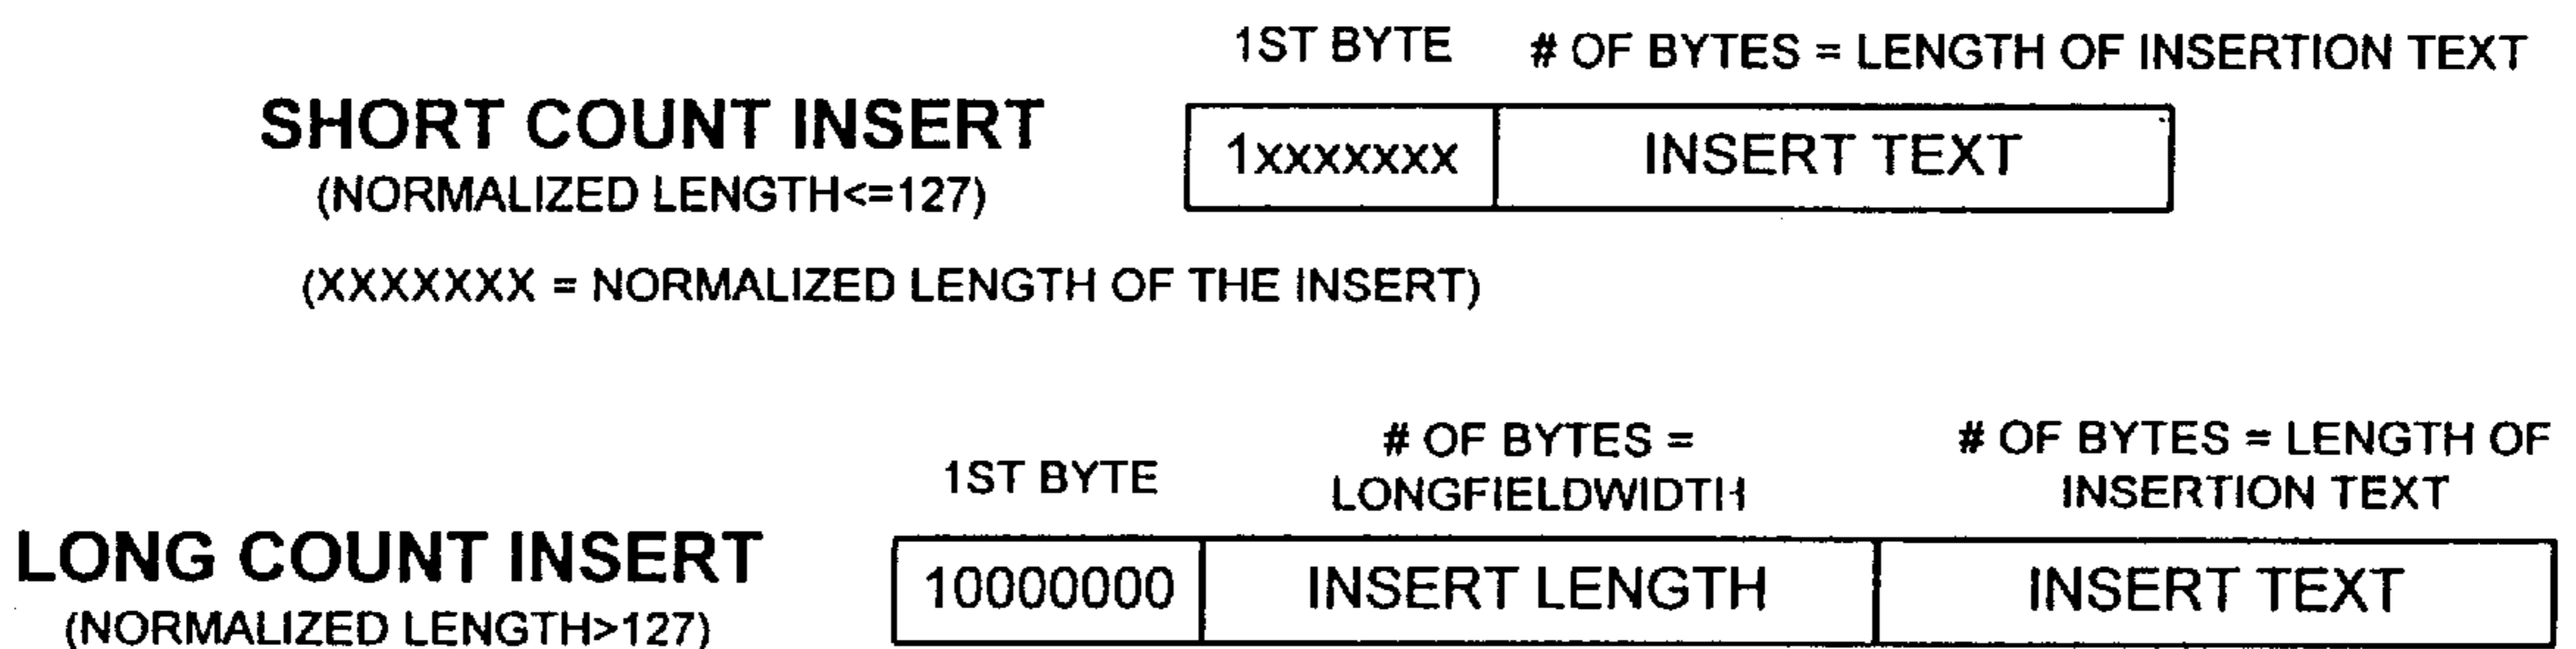 1ST BYTE # OF BYTES = LENGTH OF INSERTION TEXT
SHORT COUNT INSERT
1xxxxxxx INSERT TEXT
(NORMALIZED LENGTH<=127)
(XXXXXXX = NORMALIZED LENGTH OF THE INSERT)
# OF BYTES =
LONGFIELDWIDTH
# OF BYTES = LENGTH OF
INSERTION TEXT
1ST BYTE
LONG COUNT INSERT
10000000 INSERT LENGTH INSERT TEXT
(NORMALIZED LENGTH>127)